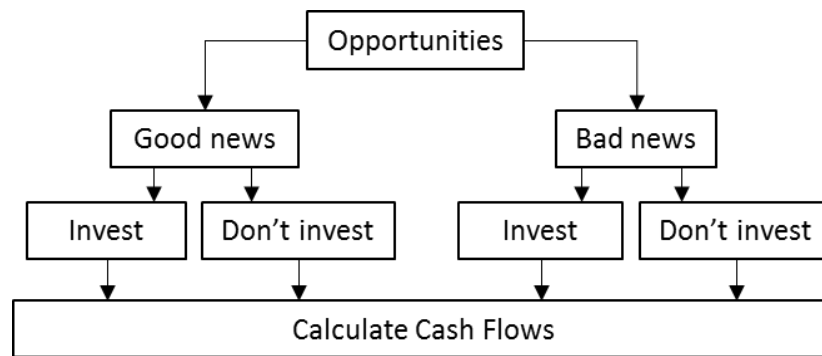 Opportunities
Good news
Bad news
Invest
Don’t invest
Invest
Don’t invest
Calculate Cash Flows